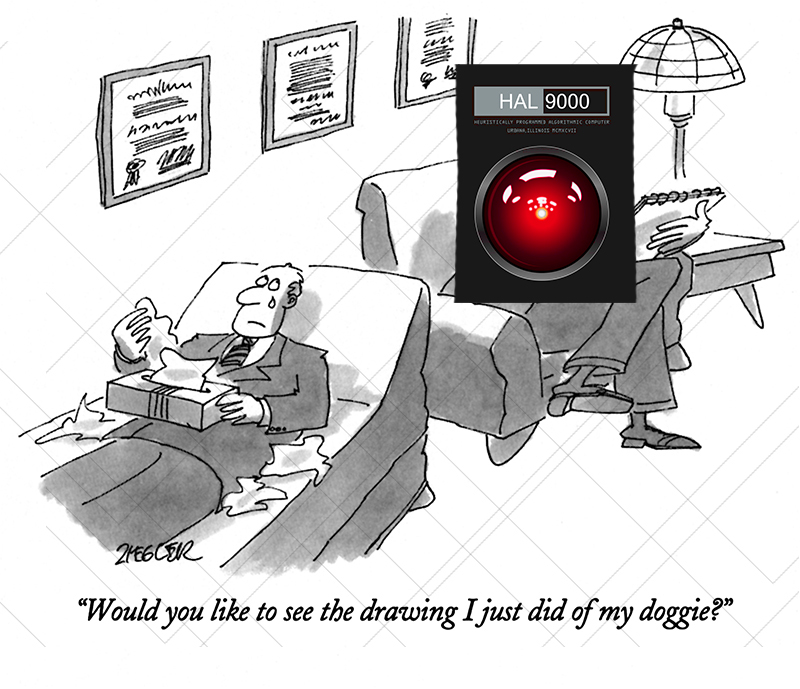 HAL 9000
HEURISTICALLY PROGRAMMED ALGORITHMIC COMPUTER
URBANA,ILLINOIS MCMXCVII
ZIEGLER
“Would you like to see the drawing I just did of my doggie?”